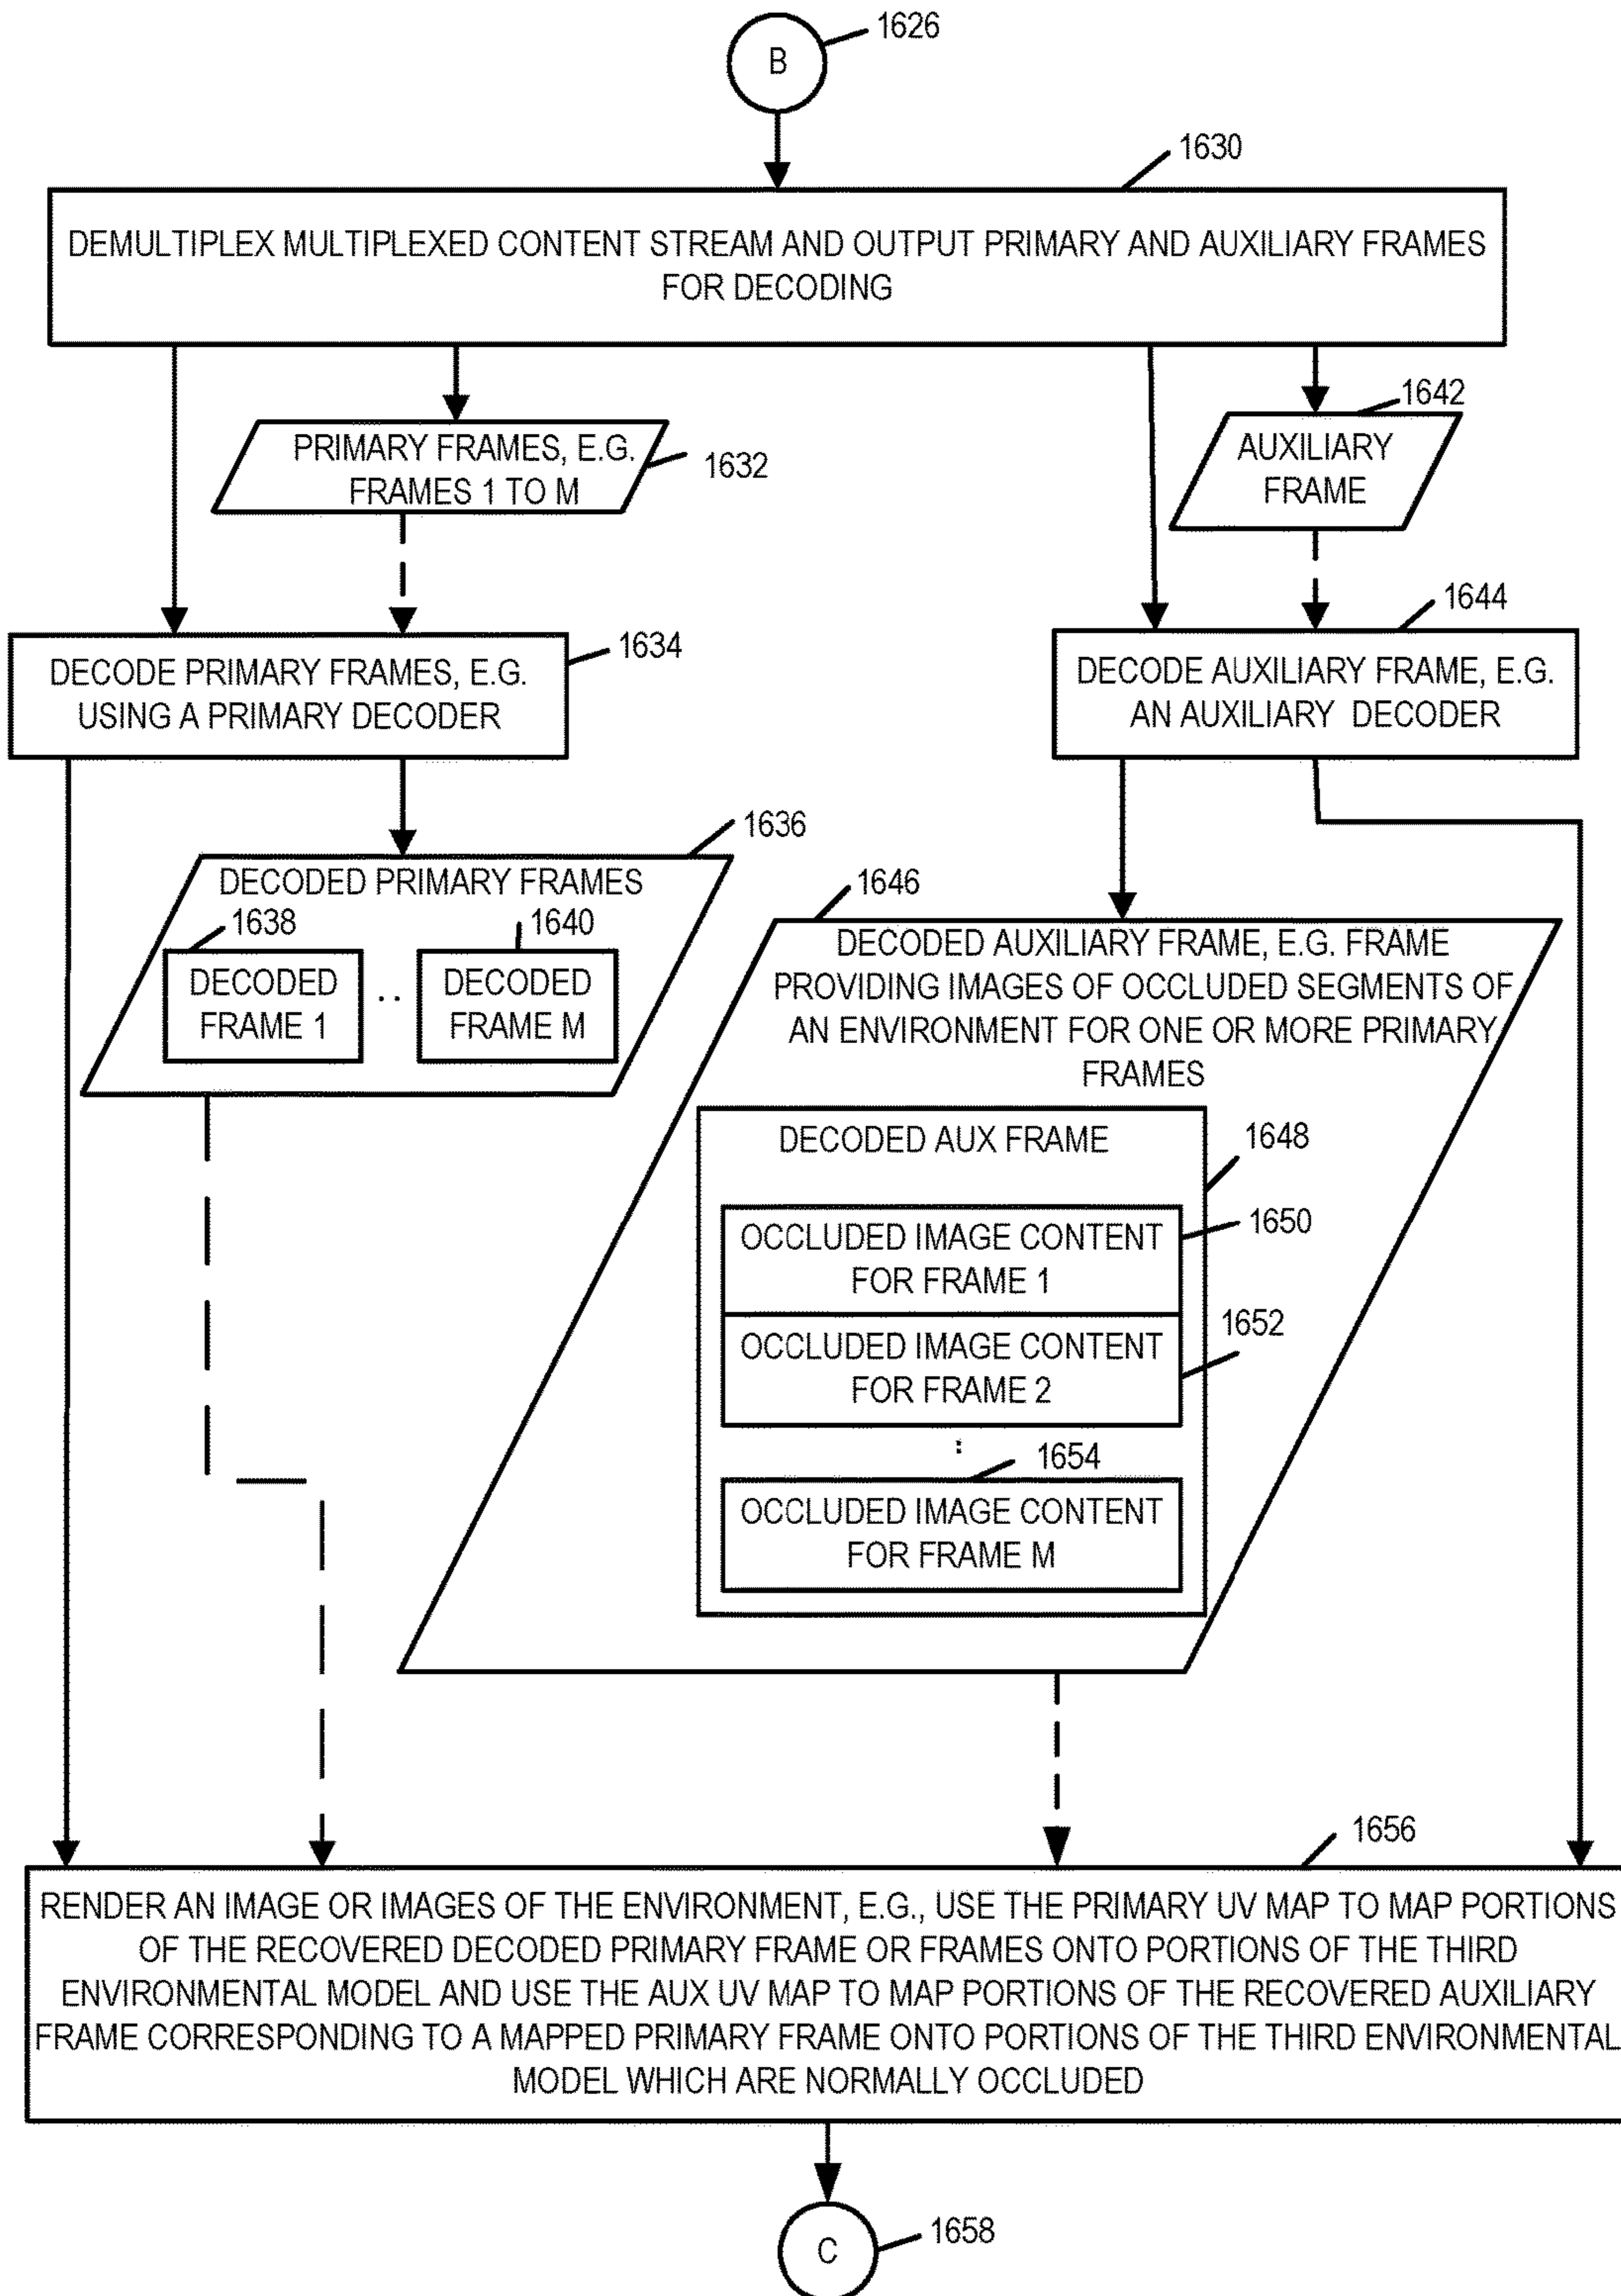 1626
B
1630
DEMULTIPLEX MULTIPLEXED CONTENT STREAM AND OUTPUT PRIMARY AND AUXILIARY FRAMES
FOR DECODING
1632
PRIMARY FRAMES, E.G.
FRAMES 1 TO M
1642
AUXILIARY
FRAME
1634
DECODE PRIMARY FRAMES, E.G.
USING A PRIMARY DECODER
1644
DECODE AUXILIARY FRAME, E.G.
AN AUXILIARY DECODER
1636
DECODED PRIMARY FRAMES
1638
1640
DECODED
FRAME 1
..
DECODED
FRAME M
1646
DECODED AUXILIARY FRAME, E.G. FRAME
PROVIDING IMAGES OF OCCLUDED SEGMENTS OF
AN ENVIRONMENT FOR ONE OR MORE PRIMARY
FRAMES
DECODED AUX FRAME
1648
OCCLUDED IMAGE CONTENT
FOR FRAME 1
1650
OCCLUDED IMAGE CONTENT
FOR FRAME 2
1652
:
1654
OCCLUDED IMAGE CONTENT
FOR FRAME M
1656
RENDER AN IMAGE OR IMAGES OF THE ENVIRONMENT, E.G., USE THE PRIMARY UV MAP TO MAP PORTIONS
OF THE RECOVERED DECODED PRIMARY FRAME OR FRAMES ONTO PORTIONS OF THE THIRD
ENVIRONMENTAL MODEL AND USE THE AUX UV MAP TO MAP PORTIONS OF THE RECOVERED AUXILIARY
FRAME CORRESPONDING TO A MAPPED PRIMARY FRAME ONTO PORTIONS OF THE THIRD ENVIRONMENTAL
MODEL WHICH ARE NORMALLY OCCLUDED
C
1658